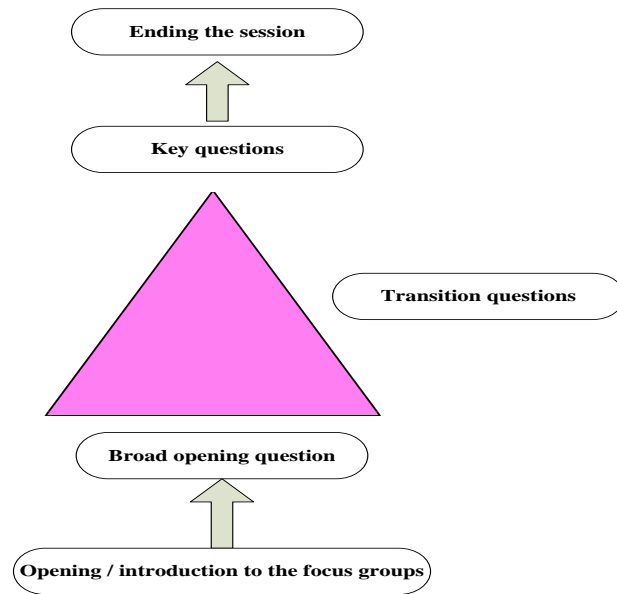 Ending the session
Key questions
Transition questions
Broad opening question
Opening / introduction to the focus groups